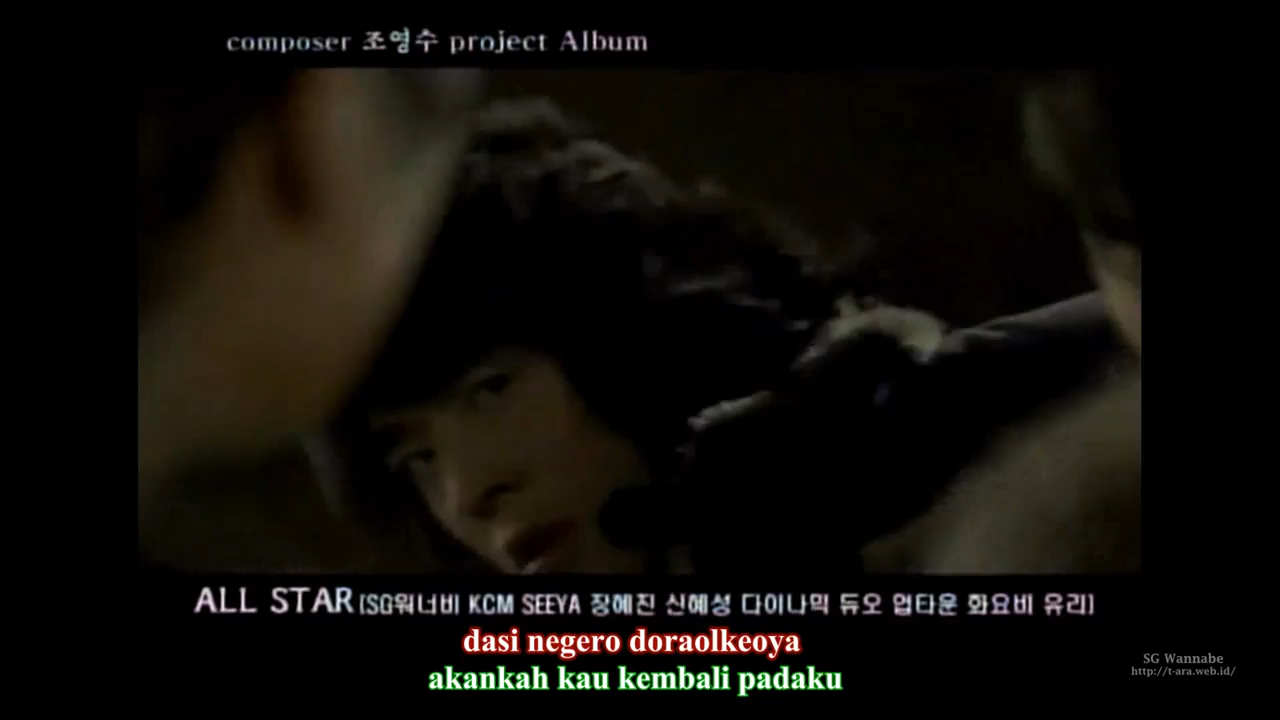 composer 조영수 project Album
ALL STAR [SG워너비 KCM SEEYA 장혜진 신혜성 다이나믹 듀오 업타운 화요비 유리]
dasi negero doraolkeoya
akankah kau kembali padaku
SG Wannabe
http://t-ara.web.id/